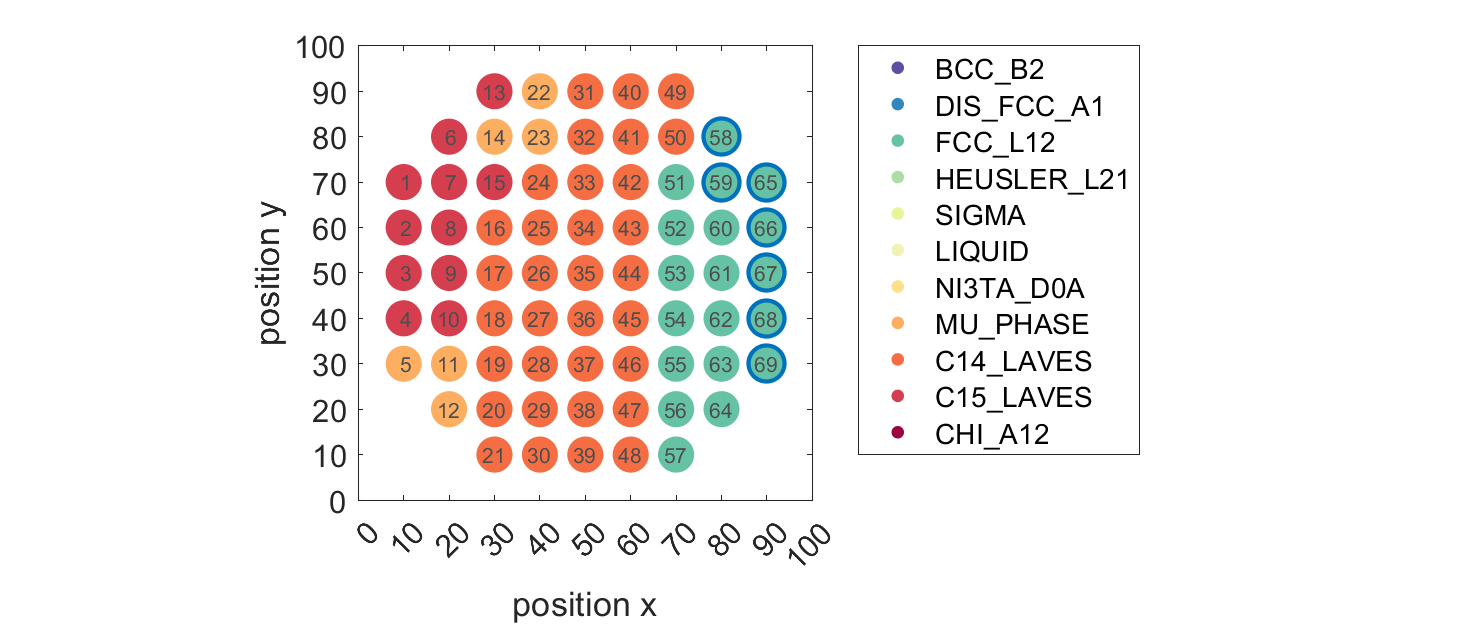 100
90 13 22 31 40 49
80 6 14 23 32 41 50 58
70 1 7 15 24 33 42 51 59 65
60 2 8 16 25 34 43 52 60 66
50 3 9 17 26 35 44 53 61 67
40 4 10 18 27 36 45 54 62 68
30 5 11 19 28 37 46 55 63 69
20 12 20 29 38 47 56 64
10 21 30 39 48 57
0
0 10 20 30 40 50 60 70 80 90 100
position x
position y
BCC_B2
DIS_FCC_A1
FCC_L12
HEUSLER_L21
SIGMA
LIQUID
NI3TA_D0A
MU_PHASE
C14_LAVES
C15_LAVES
CHI_A12